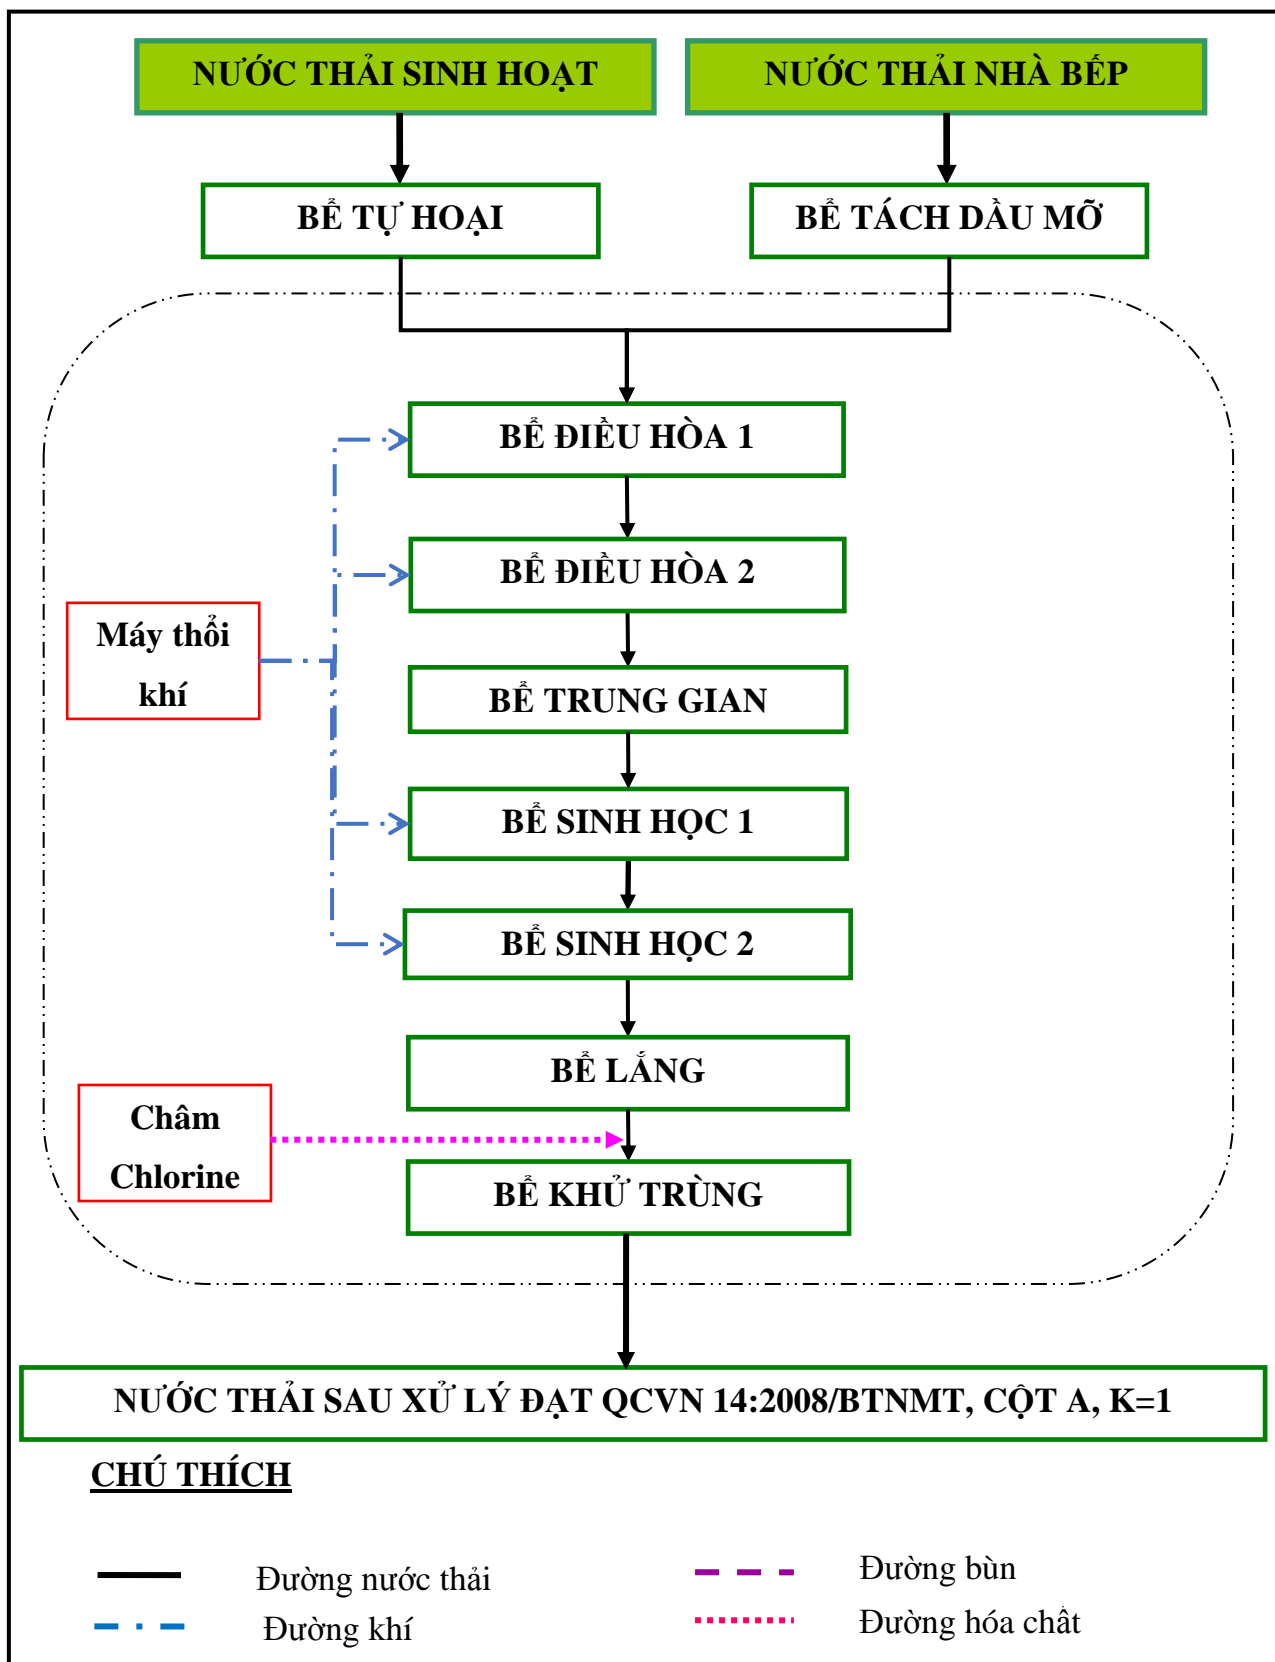 NƯỚC THẢI SINH HOẠT
NƯỚC THẢI NHÀ BẾP
BỂ TỰ HOẠI
BỂ TÁCH DẦU MỠ
BỂ ĐIỀU HÒA 1
BỂ ĐIỀU HÒA 2
Máy thổi
khí
BỂ TRUNG GIAN
BỂ SINH HỌC 1
BỂ SINH HỌC 2
BỂ LẮNG
Châm
Chlorine
BỂ KHỬ TRÙNG
NƯỚC THẢI SAU XỬ LÝ ĐẠT QCVN 14:2008/BTNMT, CỘT A, K=1
CHÚ THÍCH
Đường nước thải
Đường bùn
Đường khí
Đường hóa chất